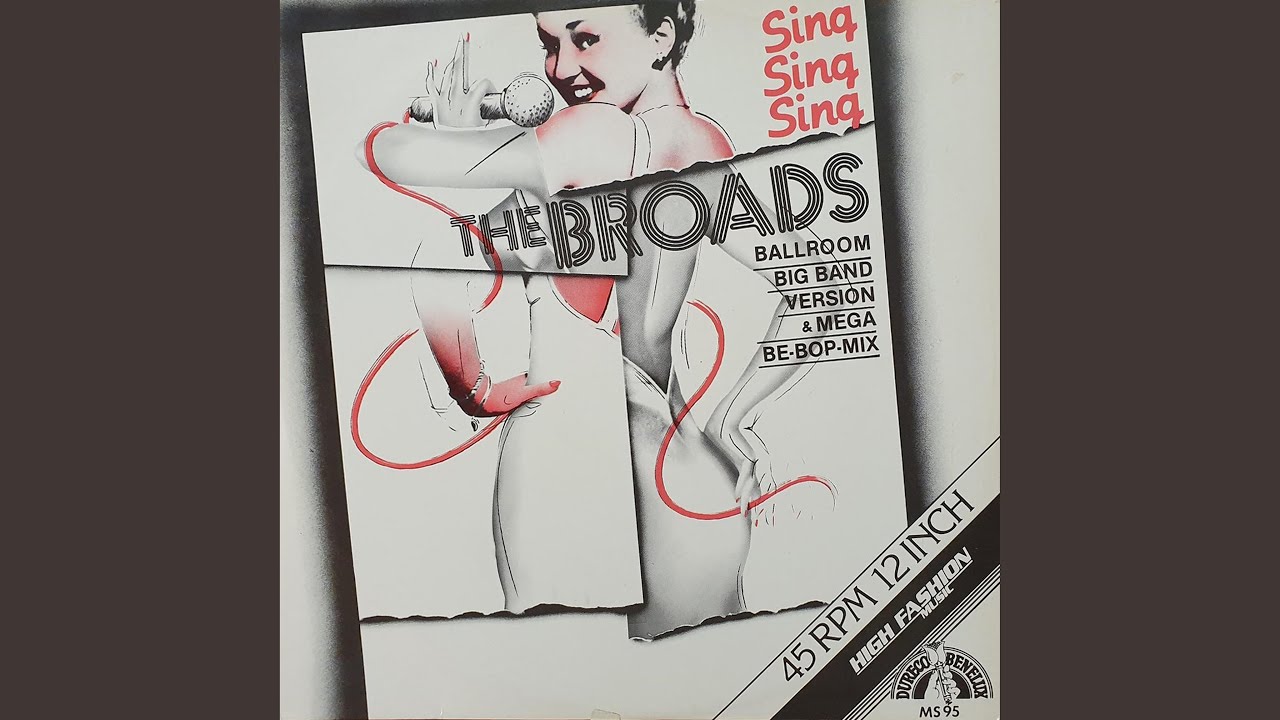 Sing
Sing
Sing
THE BROADS
BALLROOM
BIG BAND
VERSION
& MEGA
BE-BOP-MIX
45 RPM 12 INCH
HIGH FASHION
MUSIC
DURECO BENELUX
MS 95